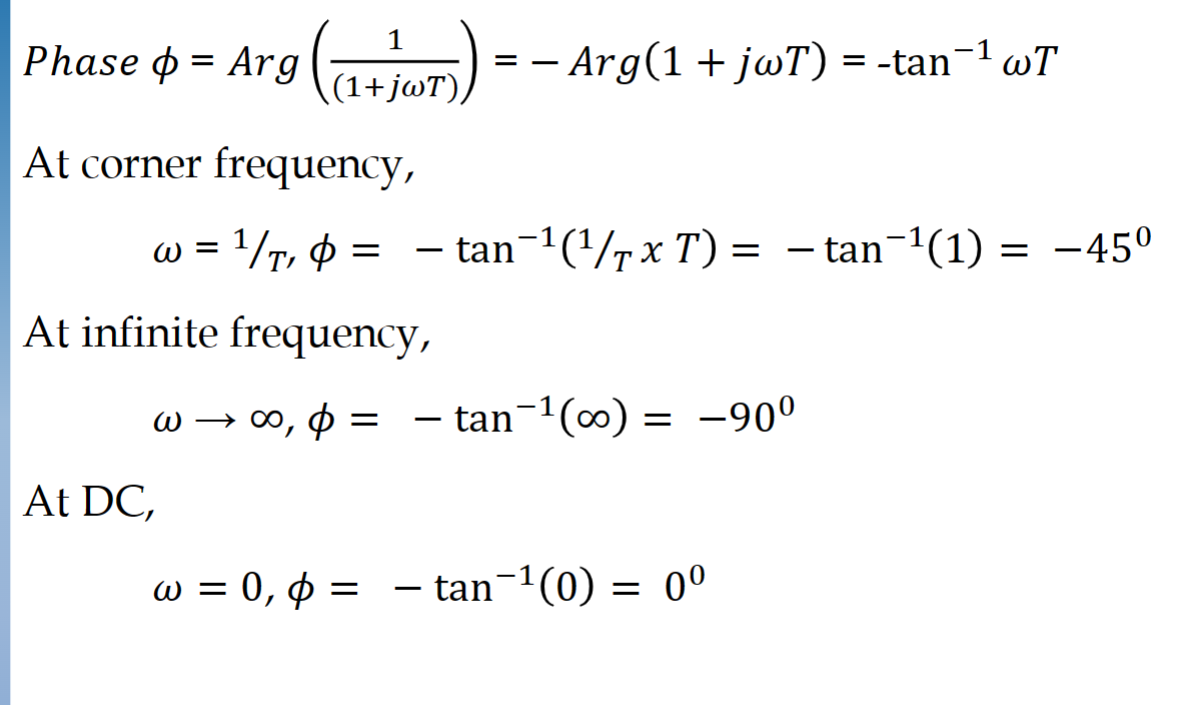 Phase ϕ = Arg(1/(1+jωT)) = − Arg(1 + jωT) = -tan⁻¹ ωT
At corner frequency,
ω = 1/T, ϕ = − tan⁻¹(1/T x T) = − tan⁻¹(1) = −45⁰
At infinite frequency,
ω → ∞, ϕ = − tan⁻¹(∞) = −90⁰
At DC,
ω = 0, ϕ = − tan⁻¹(0) = 0⁰